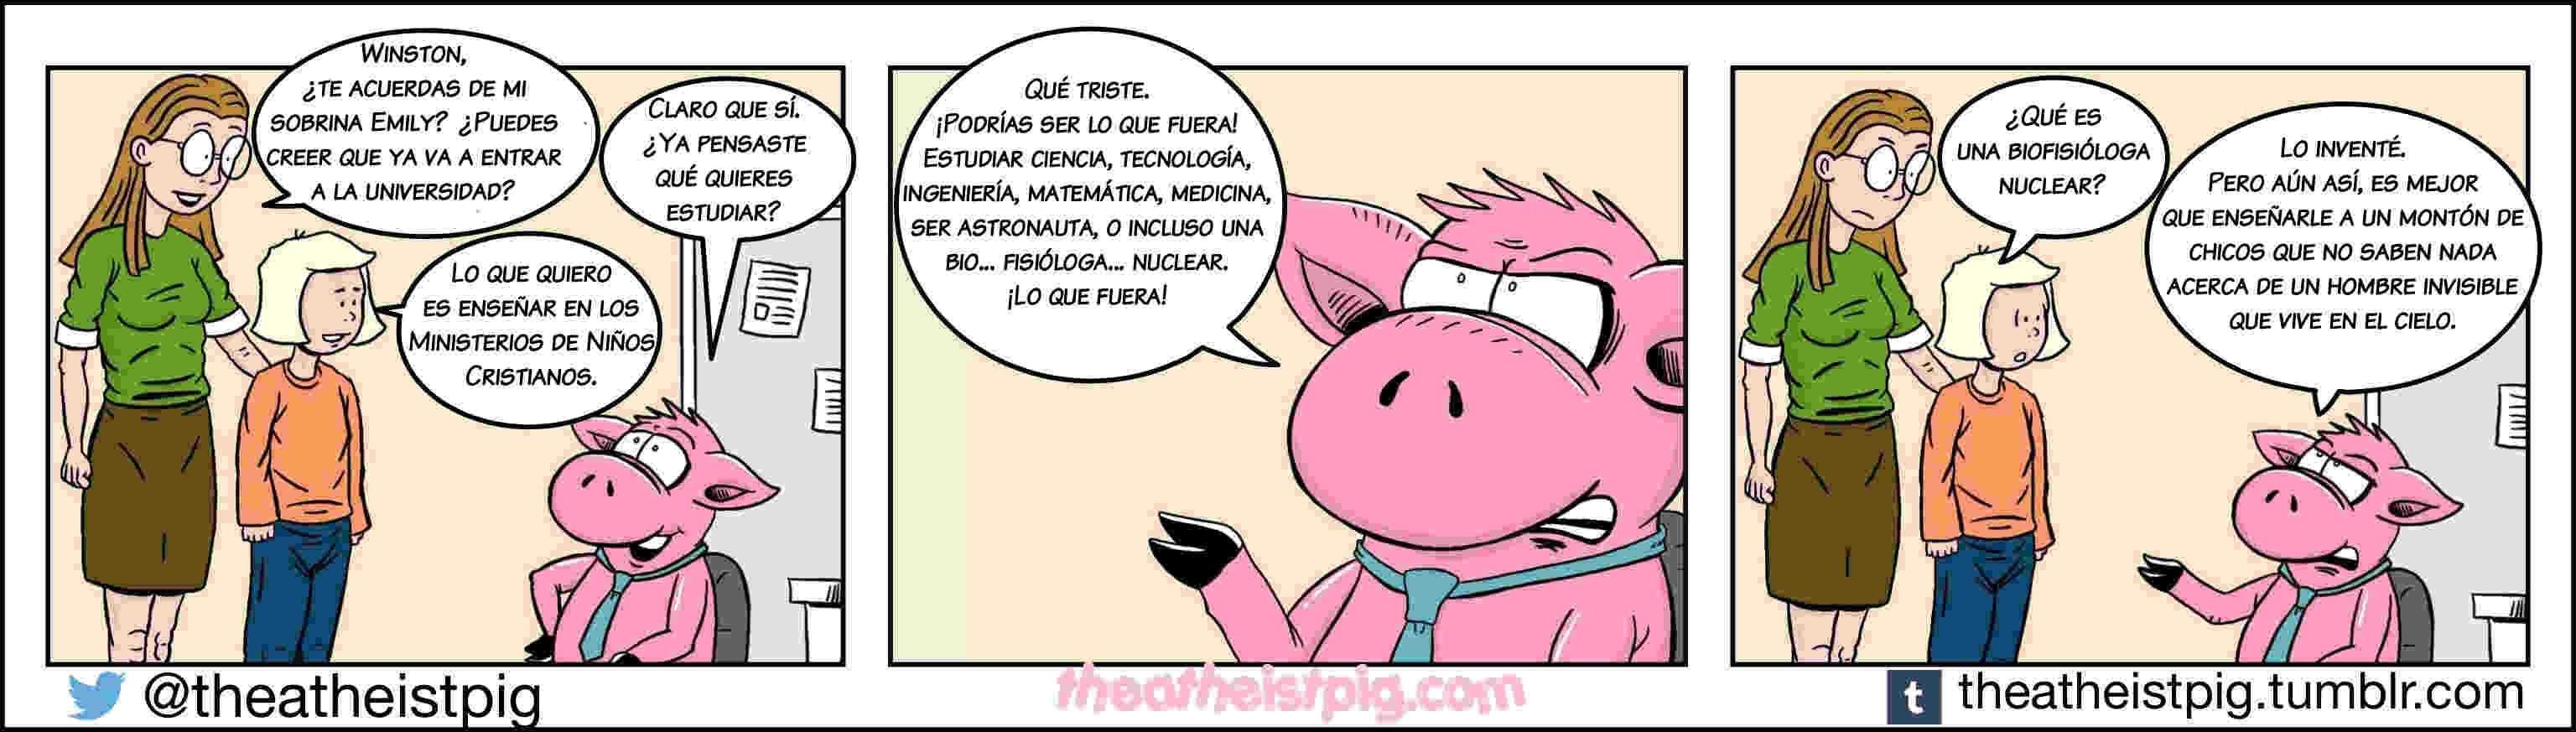 WINSTON,
¿TE ACUERDAS DE MI
SOBRINA EMILY? ¿PUEDES
CREER QUE YA VA A ENTRAR
A LA UNIVERSIDAD?
CLARO QUE SÍ.
¿YA PENSASTE
QUÉ QUIERES
ESTUDIAR?
LO QUE QUIERO
ES ENSEÑAR EN LOS
MINISTERIOS DE NIÑOS
CRISTIANOS.
QUÉ TRISTE.
¡PODRÍAS SER LO QUE FUERA!
ESTUDIAR CIENCIA, TECNOLOGÍA,
INGENIERÍA, MATEMÁTICA, MEDICINA,
SER ASTRONAUTA, O INCLUSO UNA
BIO... FISIÓLOGA... NUCLEAR.
¡LO QUE FUERA!
¿QUÉ ES
UNA BIOFISIÓLOGA
NUCLEAR?
LO INVENTÉ.
PERO AÚN ASÍ, ES MEJOR
QUE ENSEÑARLE A UN MONTÓN DE
CHICOS QUE NO SABEN NADA
ACERCA DE UN HOMBRE INVISIBLE
QUE VIVE EN EL CIELO.
@theatheistpig
theatheistpig.com
t theatheistpig.tumblr.com